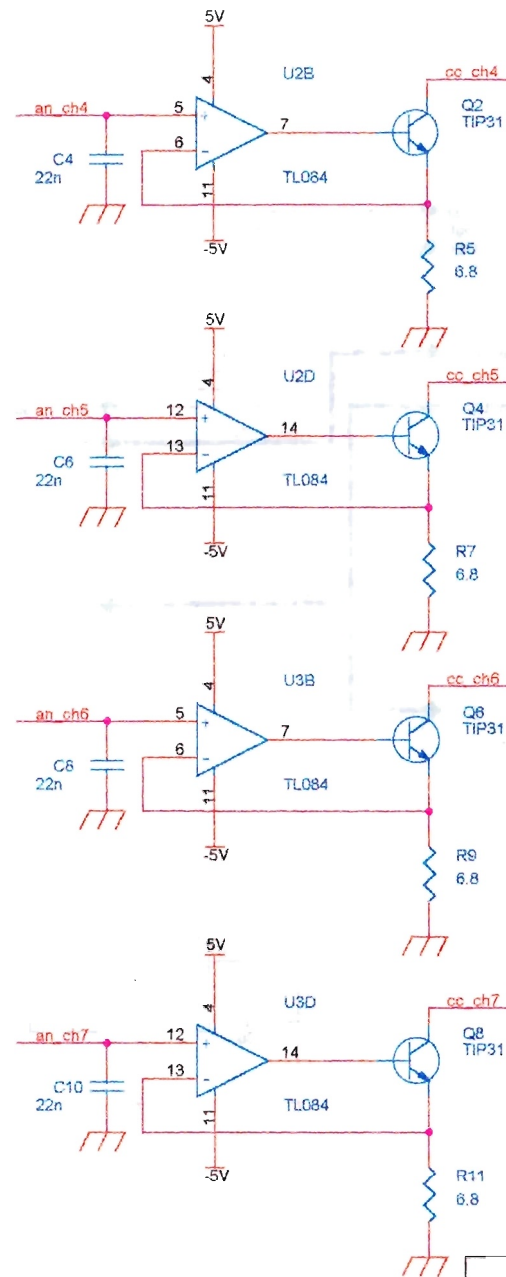 5V
U2B
cc_ch4
4
Q2
TIP31
an_ch4
5
+
7
6
-
C4
22n
11
TL084
-5V
R5
6.8
5V
U2D
cc_ch5
4
Q4
TIP31
an_ch5
12
+
14
13
-
C6
22n
11
TL084
-5V
R7
6.8
5V
U3B
cc_ch6
4
Q6
TIP31
an_ch6
5
+
7
6
-
C8
22n
11
TL084
-5V
R9
6.8
5V
U3D
cc_ch7
4
Q8
TIP31
an_ch7
12
+
14
13
-
C10
22n
11
TL084
-5V
R11
6.8